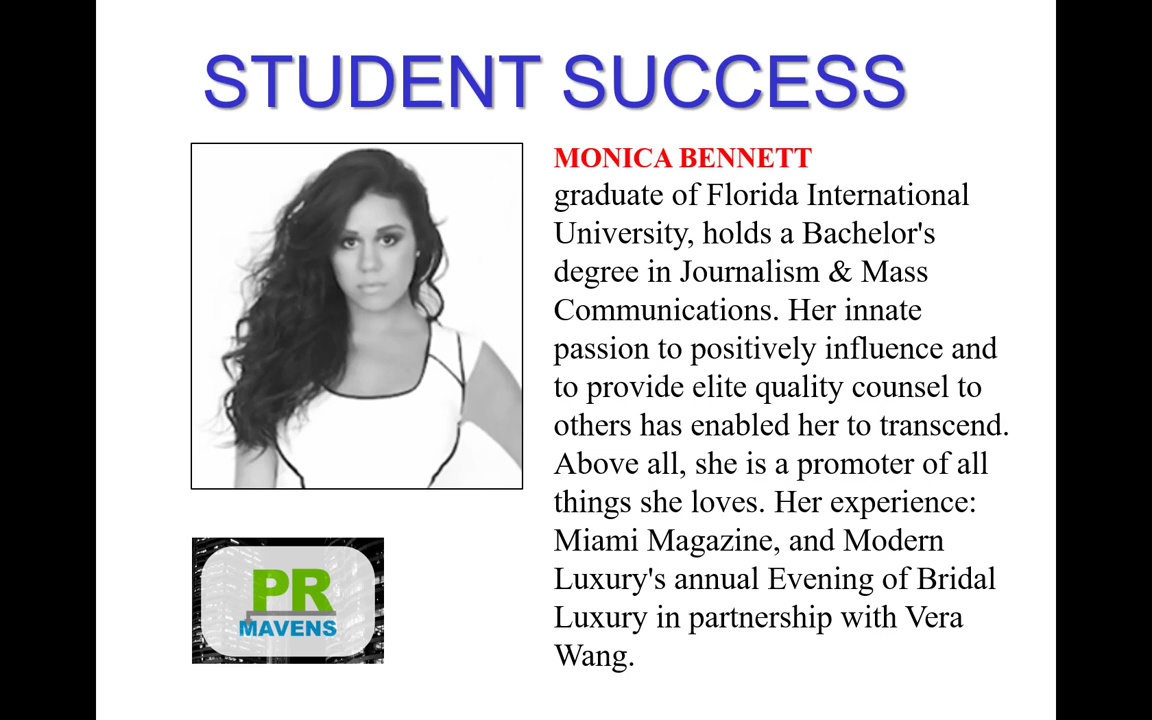 STUDENT SUCCESS
MONICA BENNETT
graduate of Florida International
University, holds a Bachelor's
degree in Journalism & Mass
Communications. Her innate
passion to positively influence and
to provide elite quality counsel to
others has enabled her to transcend.
Above all, she is a promoter of all
things she loves. Her experience:
Miami Magazine, and Modern
Luxury's annual Evening of Bridal
Luxury in partnership with Vera
Wang.
PR
MAVENS